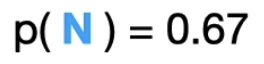 p( N ) = 0.67